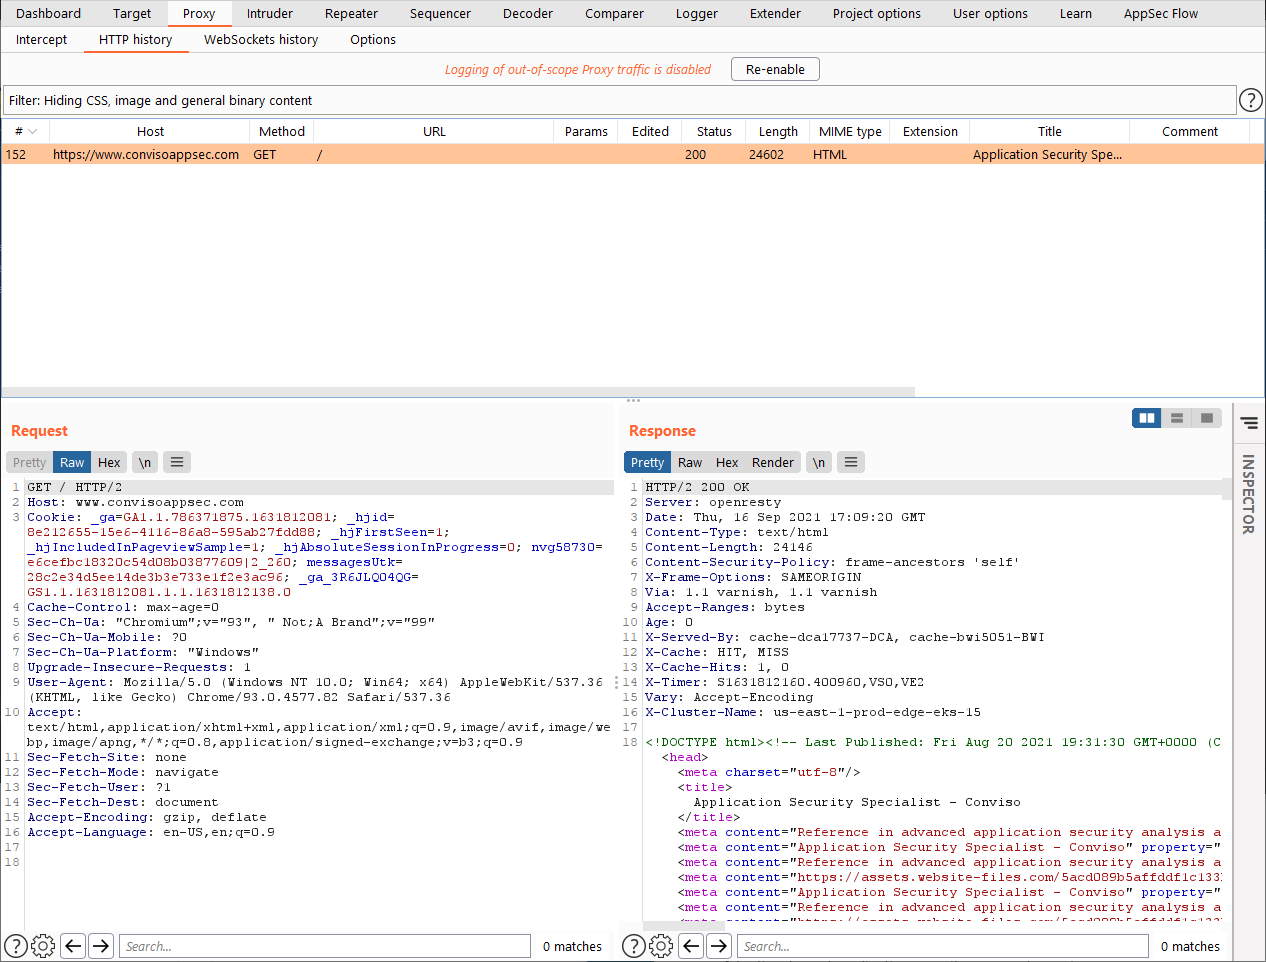 Dashboard Target Proxy Intruder Repeater Sequencer Decoder Comparer Logger Extender Project options User options Learn AppSec Flow
Intercept HTTP history WebSockets history Options
Logging of out-of-scope Proxy traffic is disabled Re-enable
Filter: Hiding CSS, image and general binary content ?
# Host Method URL Params Edited Status Length MIME type Extension Title Comment
152 https://www.convisoappsec.com GET / 200 24602 HTML Application Security Spe...
Request
Pretty Raw Hex \n
1 GET / HTTP/2
2 Host: www.convisoappsec.com
3 Cookie: _ga=GA1.1.786371875.1631812081; _hjid=
8e212655-15e6-4116-86a8-595ab27fdd88; _hjFirstSeen=1;
_hjIncludedInPageviewSample=1; _hjAbsoluteSessionInProgress=0; nvg58730=
e6cefbc18320c54d08b03877609|2_260; messagesUtk=
28c2e34d5ee14de3b3e733e1f2e3ac96; _ga_3R6JLQ04QG=
GS1.1.1631812081.1.1.1631812138.0
4 Cache-Control: max-age=0
5 Sec-Ch-Ua: "Chromium";v="93", " Not;A Brand";v="99"
6 Sec-Ch-Ua-Mobile: ?0
7 Sec-Ch-Ua-Platform: "Windows"
8 Upgrade-Insecure-Requests: 1
9 User-Agent: Mozilla/5.0 (Windows NT 10.0; Win64; x64) AppleWebKit/537.36
(KHTML, like Gecko) Chrome/93.0.4577.82 Safari/537.36
10 Accept:
text/html,application/xhtml+xml,application/xml;q=0.9,image/avif,image/we
bp,image/apng,*/*;q=0.8,application/signed-exchange;v=b3;q=0.9
11 Sec-Fetch-Site: none
12 Sec-Fetch-Mode: navigate
13 Sec-Fetch-User: ?1
14 Sec-Fetch-Dest: document
15 Accept-Encoding: gzip, deflate
16 Accept-Language: en-US,en;q=0.9
17
18
? Search... 0 matches
Response
Pretty Raw Hex Render \n
1 HTTP/2 200 OK
2 Server: openresty
3 Date: Thu, 16 Sep 2021 17:09:20 GMT
4 Content-Type: text/html
5 Content-Length: 24146
6 Content-Security-Policy: frame-ancestors 'self'
7 X-Frame-Options: SAMEORIGIN
8 Via: 1.1 varnish, 1.1 varnish
9 Accept-Ranges: bytes
10 Age: 0
11 X-Served-By: cache-dca17737-DCA, cache-bwi5051-BWI
12 X-Cache: HIT, MISS
13 X-Cache-Hits: 1, 0
14 X-Timer: S1631812160.400960,VS0,VE2
15 Vary: Accept-Encoding
16 X-Cluster-Name: us-east-1-prod-edge-eks-15
17
18 <!DOCTYPE html><!-- Last Published: Fri Aug 20 2021 19:31:30 GMT+0000 (C
<head>
<meta charset="utf-8"/>
<title>
Application Security Specialist - Conviso
</title>
<meta content="Reference in advanced application security analysis a
<meta content="Application Security Specialist - Conviso" property="
<meta content="Reference in advanced application security analysis a
<meta content="https://assets.website-files.com/5acd089b5affddf1c133
<meta content="Application Security Specialist - Conviso" property="
<meta content="Reference in advanced application security analysis a
? Search... 0 matches
INSPECTOR